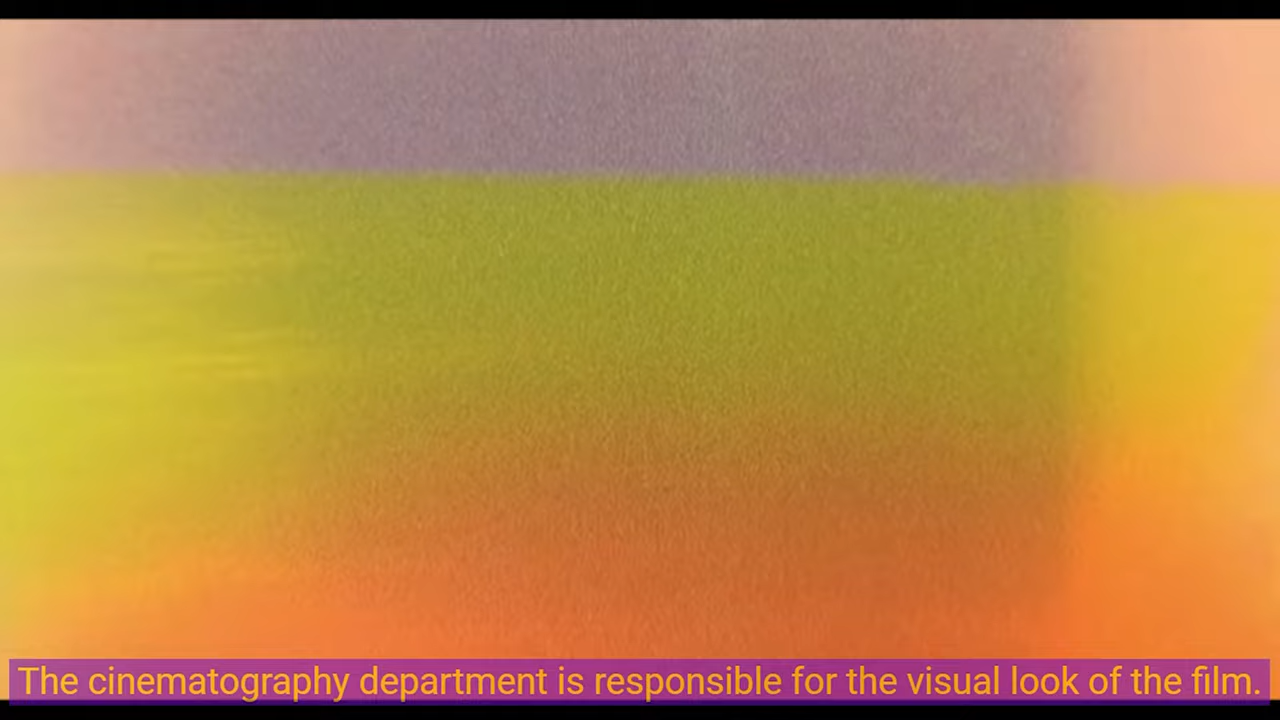 The cinematography department is responsible for the visual look of the film.